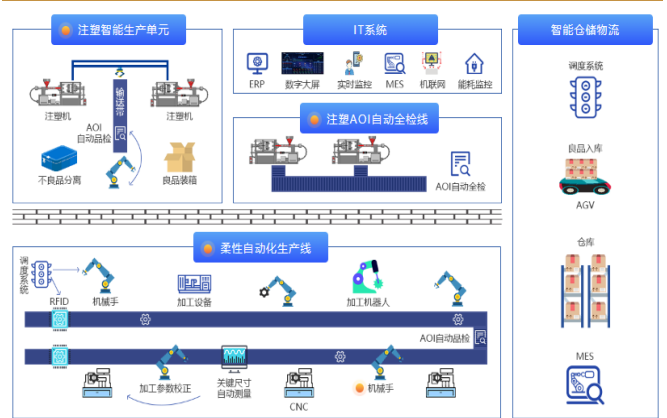 注塑智能生产单元
注塑机
输送带
注塑机
AOI
自动品检
不良品分离
良品装箱
IT系统
ERP
数字大屏
实时监控
MES
机联网
能耗监控
注塑AOI自动全检线
AOI自动全检
智能仓储物流
调度系统
良品入库
AGV
仓库
MES
柔性自动化生产线
调度系统
RFID
机械手
加工设备
加工机器人
AOI自动品检
加工参数校正
关键尺寸
自动测量
CNC
机械手